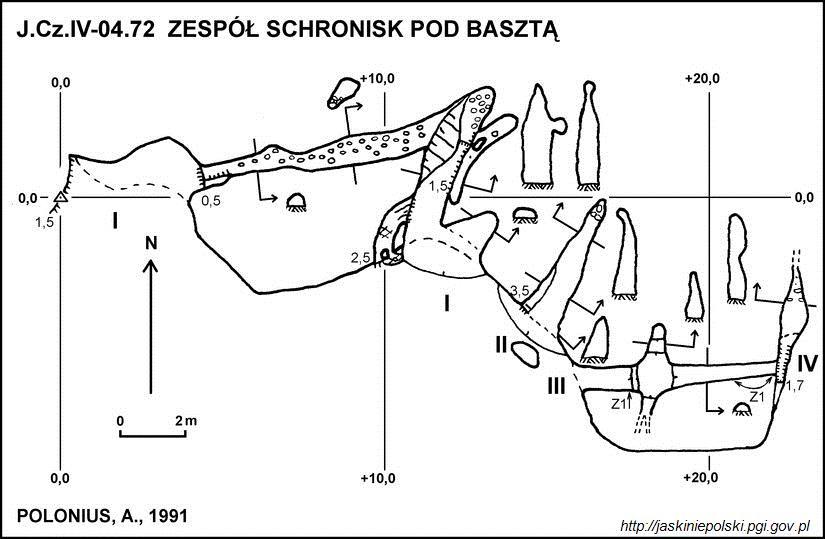 J.Cz.IV-04.72 ZESPÓŁ SCHRONISK POD BASZTĄ
0,0
+10,0
+20,0
0,0
0,0
1,5
0,5
1,5
I
N
2,5
3,5
I
II
III
IV
Z1
Z1
1,7
0
2 m
0,0
+10,0
+20,0
POLONIUS, A., 1991
http://jaskiniepolski.pgi.gov.pl